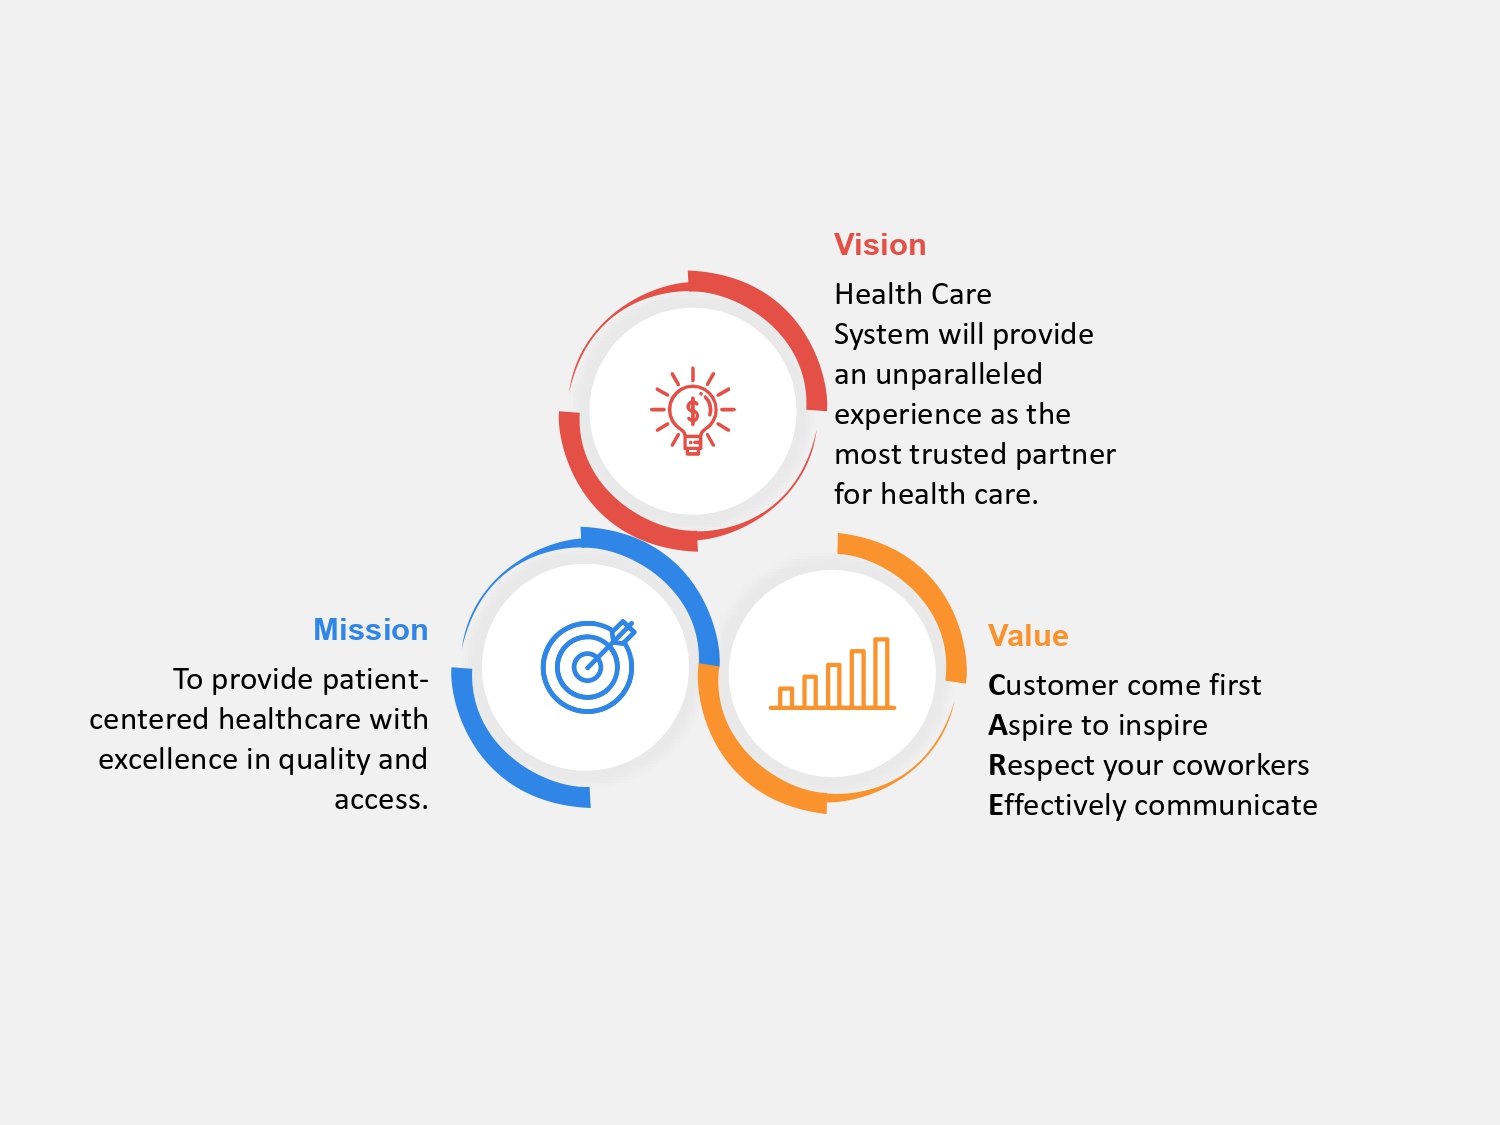 Vision
Health Care
System will provide
an unparalleled
experience as the
most trusted partner
for health care.
$
Mission
To provide patient-
centered healthcare with
excellence in quality and
access.
Value
Customer come first
Aspire to inspire
Respect your coworkers
Effectively communicate